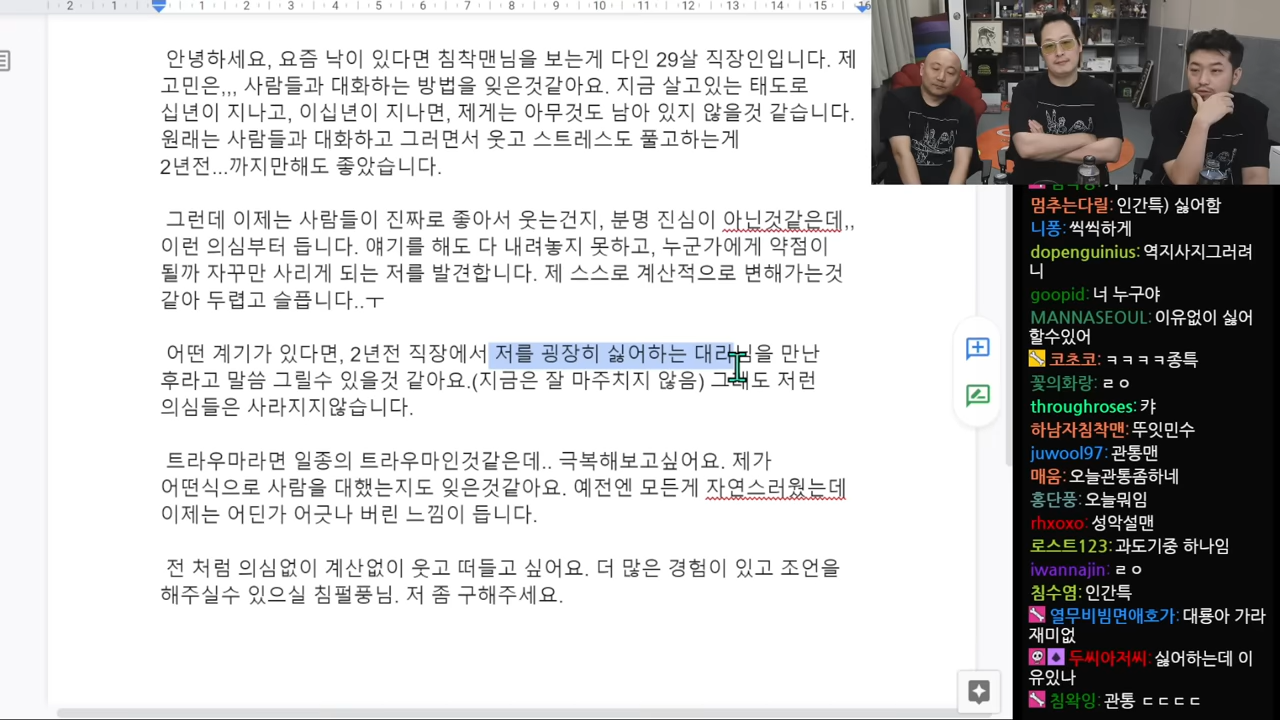 2 1 1 2 3 4 5 6 7 8 9 10 11 12 13 14 15 16
안녕하세요, 요즘 낙이 있다면 침착맨님을 보는게 다인 29살 직장인입니다. 제
고민은,,, 사람들과 대화하는 방법을 잊은것같아요. 지금 살고있는 태도로
십년이 지나고, 이십년이 지나면, 제게는 아무것도 남아 있지 않을것 같습니다.
원래는 사람들과 대화하고 그러면서 웃고 스트레스도 풀고하는게
2년전...까지만해도 좋았습니다.
그런데 이제는 사람들이 진짜로 좋아서 웃는건지, 분명 진심이 아닌것같은데,,
이런 의심부터 듭니다. 얘기를 해도 다 내려놓지 못하고, 누군가에게 약점이
될까 자꾸만 사리게 되는 저를 발견합니다. 제 스스로 계산적으로 변해가는것
같아 두렵고 슬픕니다..ㅜ
어떤 계기가 있다면, 2년전 직장에서 저를 굉장히 싫어하는 대리님을 만난
후라고 말씀 그릴수 있을것 같아요.(지금은 잘 마주치지 않음) 그래도 저런
의심들은 사라지지않습니다.
트라우마라면 일종의 트라우마인것같은데.. 극복해보고싶어요. 제가
어떤식으로 사람을 대했는지도 잊은것같아요. 예전엔 모든게 자연스러웠는데
이제는 어딘가 어긋나 버린 느낌이 듭니다.
전 처럼 의심없이 계산없이 웃고 떠들고 싶어요. 더 많은 경험이 있고 조언을
해주실수 있으실 침펄풍님. 저 좀 구해주세요.
멈추는다릴: 인간특) 싫어함
니퐁: 씩씩하게
dopenguinius: 역지사지그러려
니
goopid: 너 누구야
MANNASEOUL: 이유없이 싫어
할수있어
코초코: ㅋㅋㅋㅋ종특
꽃의화랑: ㄹㅇ
throughroses: 캬
하남자침착맨: 뚜잇민수
juwool97: 관통맨
매움: 오늘관통좀하네
홍단풍: 오늘뭐임
rhxoxo: 성악설맨
로스트123: 과도기중 하나임
iwannajin: ㄹㅇ
침수염: 인간특
열무비빔면애호가: 대룡아 가라
재미없
두씨아저씨: 싫어하는데 이
유있나
침왁잉: 관통 ㄷㄷㄷㄷ